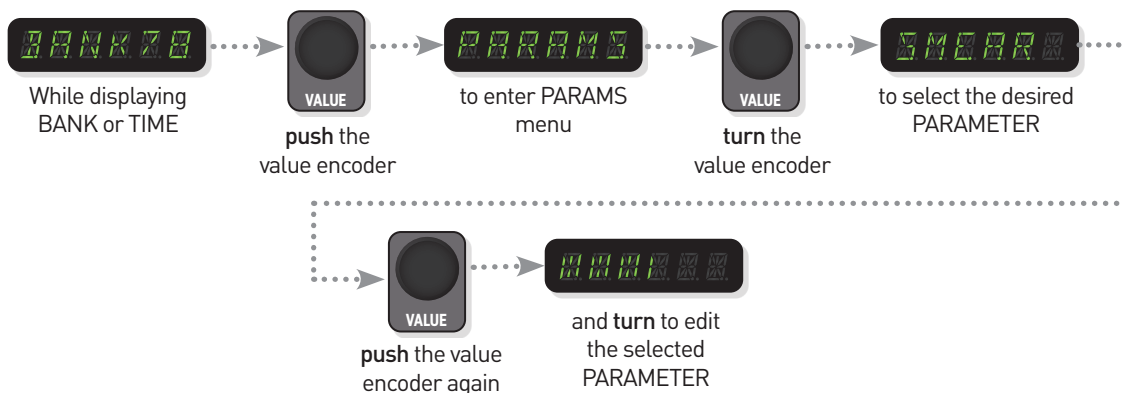 BANK78
PARAMS
SMEAR
VALUE
VALUE
While displaying
BANK or TIME
push the
value encoder
to enter PARAMS
menu
turn the
value encoder
to select the desired
PARAMETER
VALUE
push the value
encoder again
and turn to edit
the selected
PARAMETER